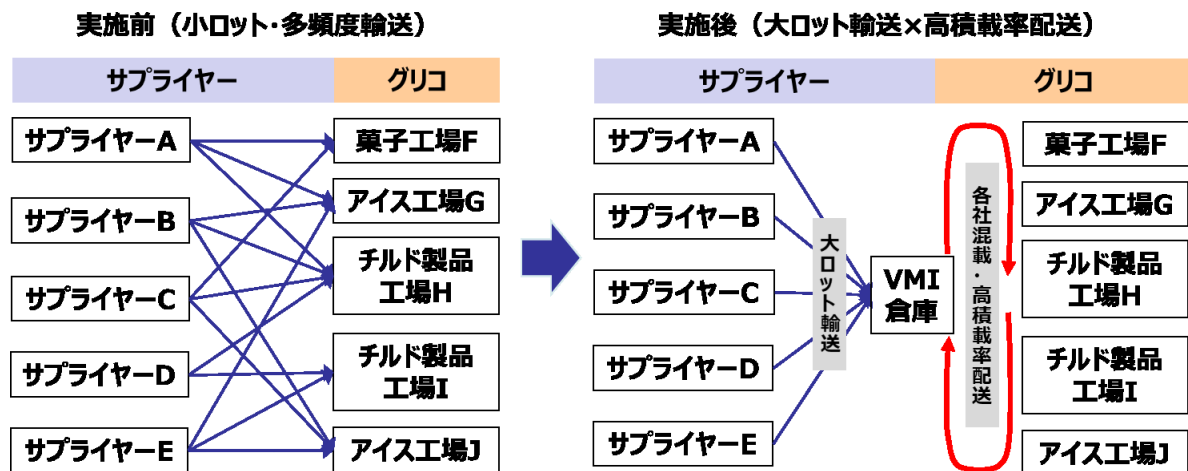 実施前（小ロット・多頻度輸送）
サプライヤー
グリコ
サプライヤーA
サプライヤーB
サプライヤーC
サプライヤーD
サプライヤーE
菓子工場F
アイス工場G
チルド製品
工場H
チルド製品
工場I
アイス工場J
実施後（大ロット輸送×高積載率配送）
サプライヤー
グリコ
サプライヤーA
サプライヤーB
サプライヤーC
サプライヤーD
サプライヤーE
大ロット輸送
VMI
倉庫
各社混載・高積載率配送
菓子工場F
アイス工場G
チルド製品
工場H
チルド製品
工場I
アイス工場J